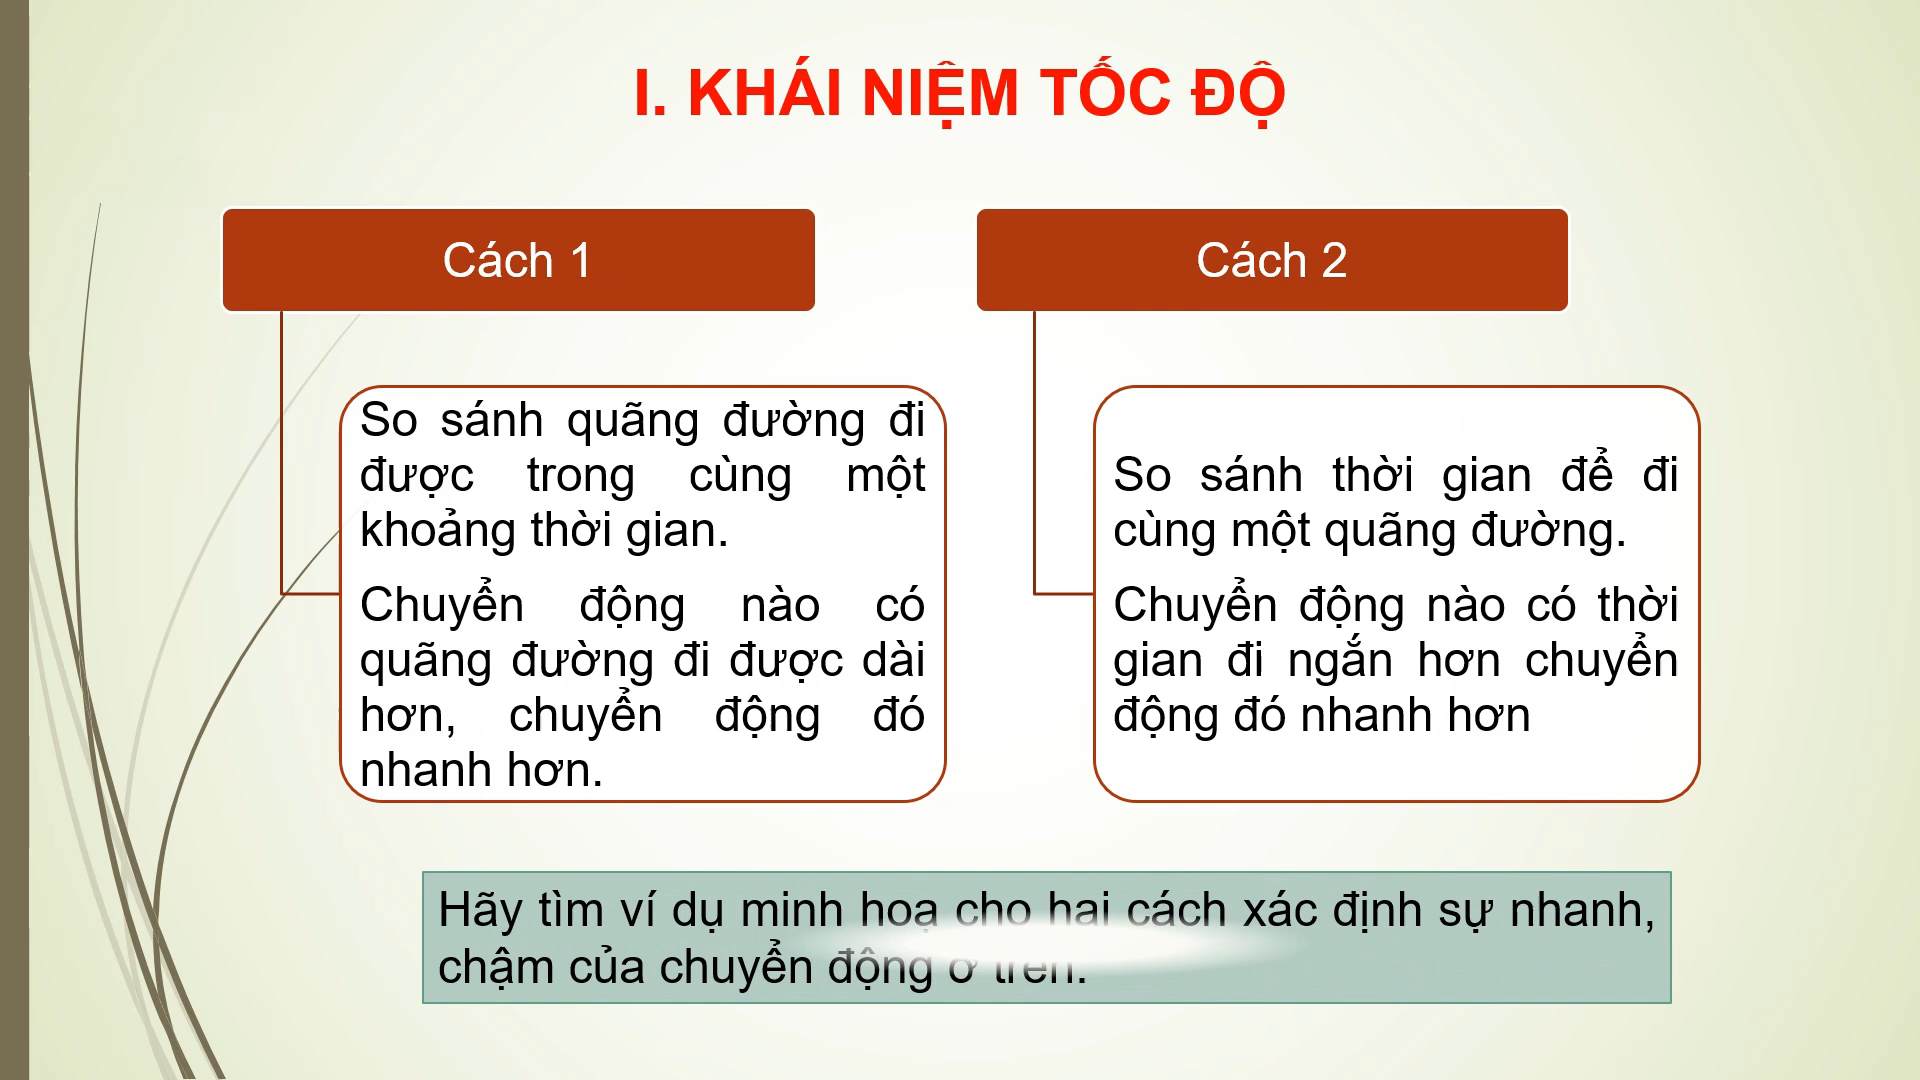 I. KHÁI NIỆM TỐC ĐỘ
Cách 1
So sánh quãng đường đi
được trong cùng một
khoảng thời gian.
Chuyển động nào có
quãng đường đi được dài
hơn, chuyển động đó
nhanh hơn.
Cách 2
So sánh thời gian để đi
cùng một quãng đường.
Chuyển động nào có thời
gian đi ngắn hơn chuyển
động đó nhanh hơn
Hãy tìm ví dụ minh hoạ cho hai cách xác định sự nhanh,
chậm của chuyển động ở trên.